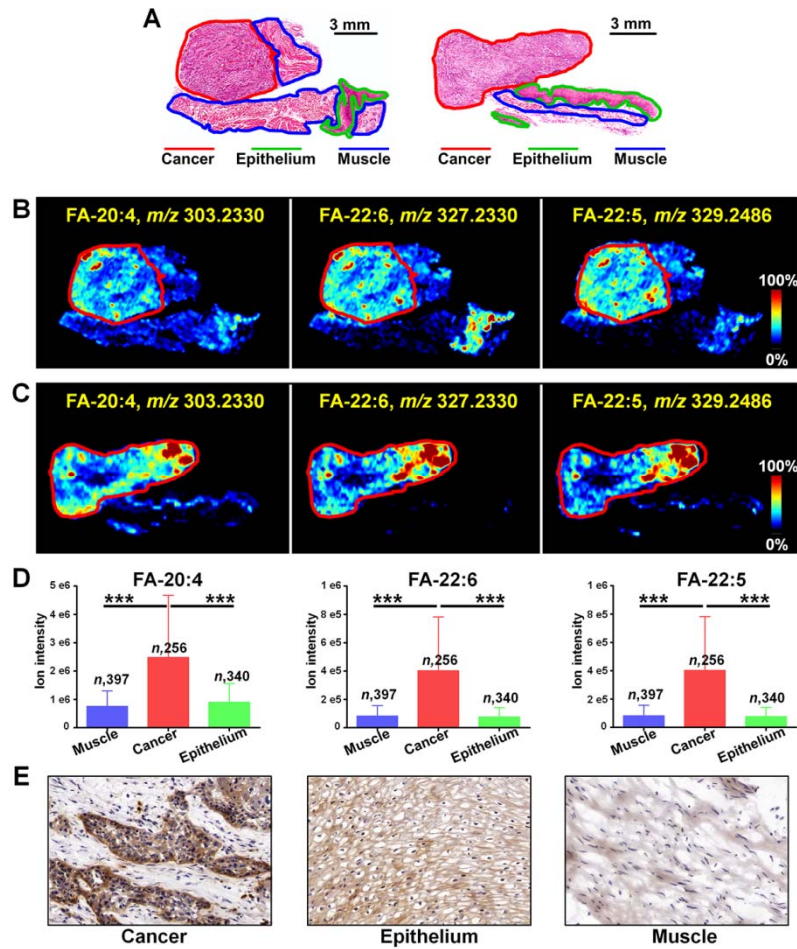 A
3 mm
3 mm
Cancer Epithelium Muscle
Cancer Epithelium Muscle
B
FA-20:4, m/z 303.2330
FA-22:6, m/z 327.2330
FA-22:5, m/z 329.2486
100%
0%
C
FA-20:4, m/z 303.2330
FA-22:6, m/z 327.2330
FA-22:5, m/z 329.2486
100%
0%
D
FA-20:4
Ion intensity
5 e6
4 e6
3 e6
2 e6
1 e6
0
***
***
n,397
n,256
n,340
Muscle
Cancer
Epithelium
FA-22:6
Ion intensity
1 e6
8 e5
6 e5
4 e5
2 e5
0
***
***
n,397
n,256
n,340
Muscle
Cancer
Epithelium
FA-22:5
Ion intensity
1 e6
8 e5
6 e5
4 e5
2 e5
0
***
***
n,397
n,256
n,340
Muscle
Cancer
Epithelium
E
Cancer
Epithelium
Muscle